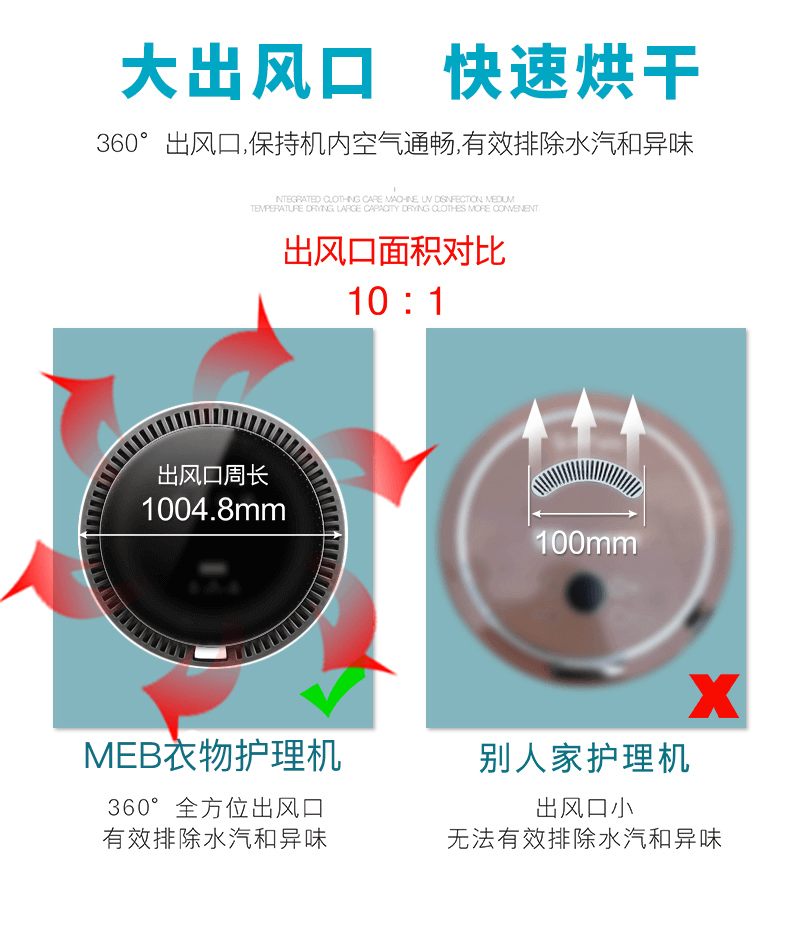 大出风口 快速烘干
360°出风口,保持机内空气通畅,有效排除水汽和异味
INTEGRATED CLOTHING CARE MACHINE, UV DISINFECTION, MEDIUM
TEMPERATURE DRYING, LARGE CAPACITY DRYING CLOTHES MORE CONVENIENT
出风口面积对比
10：1
出风口周长
1004.8mm
100mm
MEB衣物护理机
360°全方位出风口
有效排除水汽和异味
别人家护理机
出风口小
无法有效排除水汽和异味